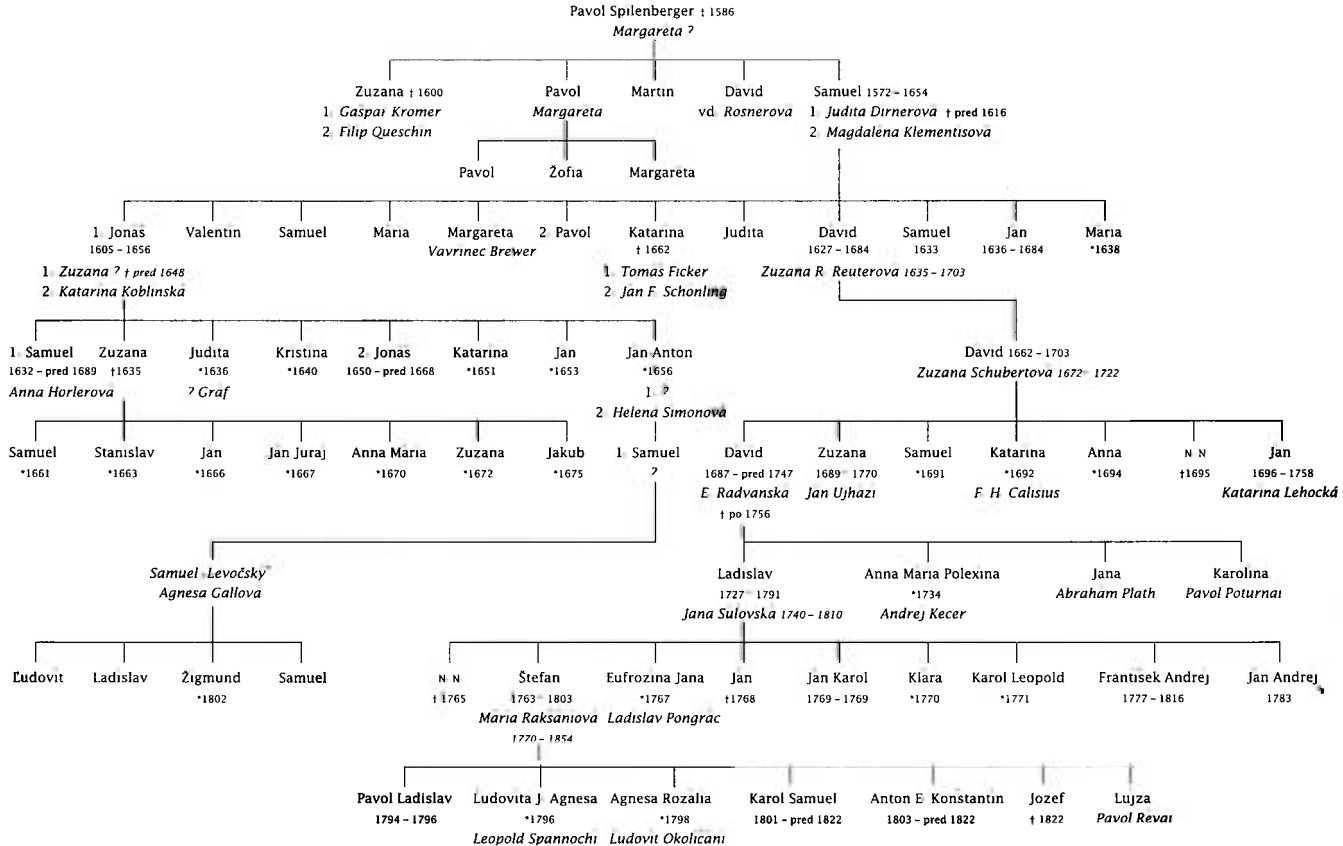 Pavol Spilenberger † 1586
Margareta ?
Zuzana † 1600 Pavol Martin David Samuel 1572 – 1654
1 Gaspar Kromer Margareta vd Rosnerová 1 Judita Dirnerová † pred 1616
2 Filip Queschin 2 Magdaléna Klementisová
Pavol Žofia Margareta
1 Jonas Valentin Samuel Maria Margareta 2 Pavol Katarina Judita David Samuel Jan Maria
1605 – 1656 Vavrinec Brewer † 1662 1627 – 1684 1633 1636 – 1684 *1638
1 Zuzana ? † pred 1648 1 Tomas Ficker Zuzana R Reuterova 1635 – 1703
2 Katarina Koblinska 2 Jan F Schonling
1 Samuel Zuzana Judita Kristina 2 Jonas Katarina Jan Jan Anton David 1662 – 1703
1632 – pred 1689 †1635 *1636 *1640 1650 – pred 1668 *1651 *1653 *1656 Zuzana Schubertova 1672 – 1722
Anna Horlerova ? Graf 1 ?
2 Helena Simonova
Samuel Stanislav Jan Ján Juraj Anna Maria Zuzana Jakub 1 Samuel David Zuzana Samuel Katarina Anna N N Jan
*1661 *1663 *1666 *1667 *1670 *1672 *1675 ? 1687 – pred 1747 1689 – 1770 *1691 *1692 *1694 †1695 1696 – 1758
E Radvanska Jan Ujhazi F H Calisius Katarina Lehocká
† po 1756
Samuel Levočsky Ladislav Anna Maria Polexina Jana Karolina
Agnesa Gallova 1727 – 1791 *1734 Abraham Plath Pavol Poturnai
Jana Sulovska 1740 – 1810 Andrej Kecer
Ľudovit Ladislav Žigmund Samuel N N Štefan Eufrozina Jana Jan Jan Karol Klara Karol Leopold Frantisek Andrej Jan Andrej
*1802 † 1765 1763 – 1803 *1767 †1768 1769 – 1769 *1770 *1771 1777 – 1816 1783
Maria Raksaniova Ladislav Pongrac
1770 – 1854
Pavol Ladislav Ludovita J Agnesa Agnesa Rozalia Karol Samuel Anton E Konstantin Jozef Lujza
1794 – 1796 *1796 *1798 1801 – pred 1822 1803 – pred 1822 † 1822 Pavol Revai
Leopold Spannochi Ludovit Okolicani